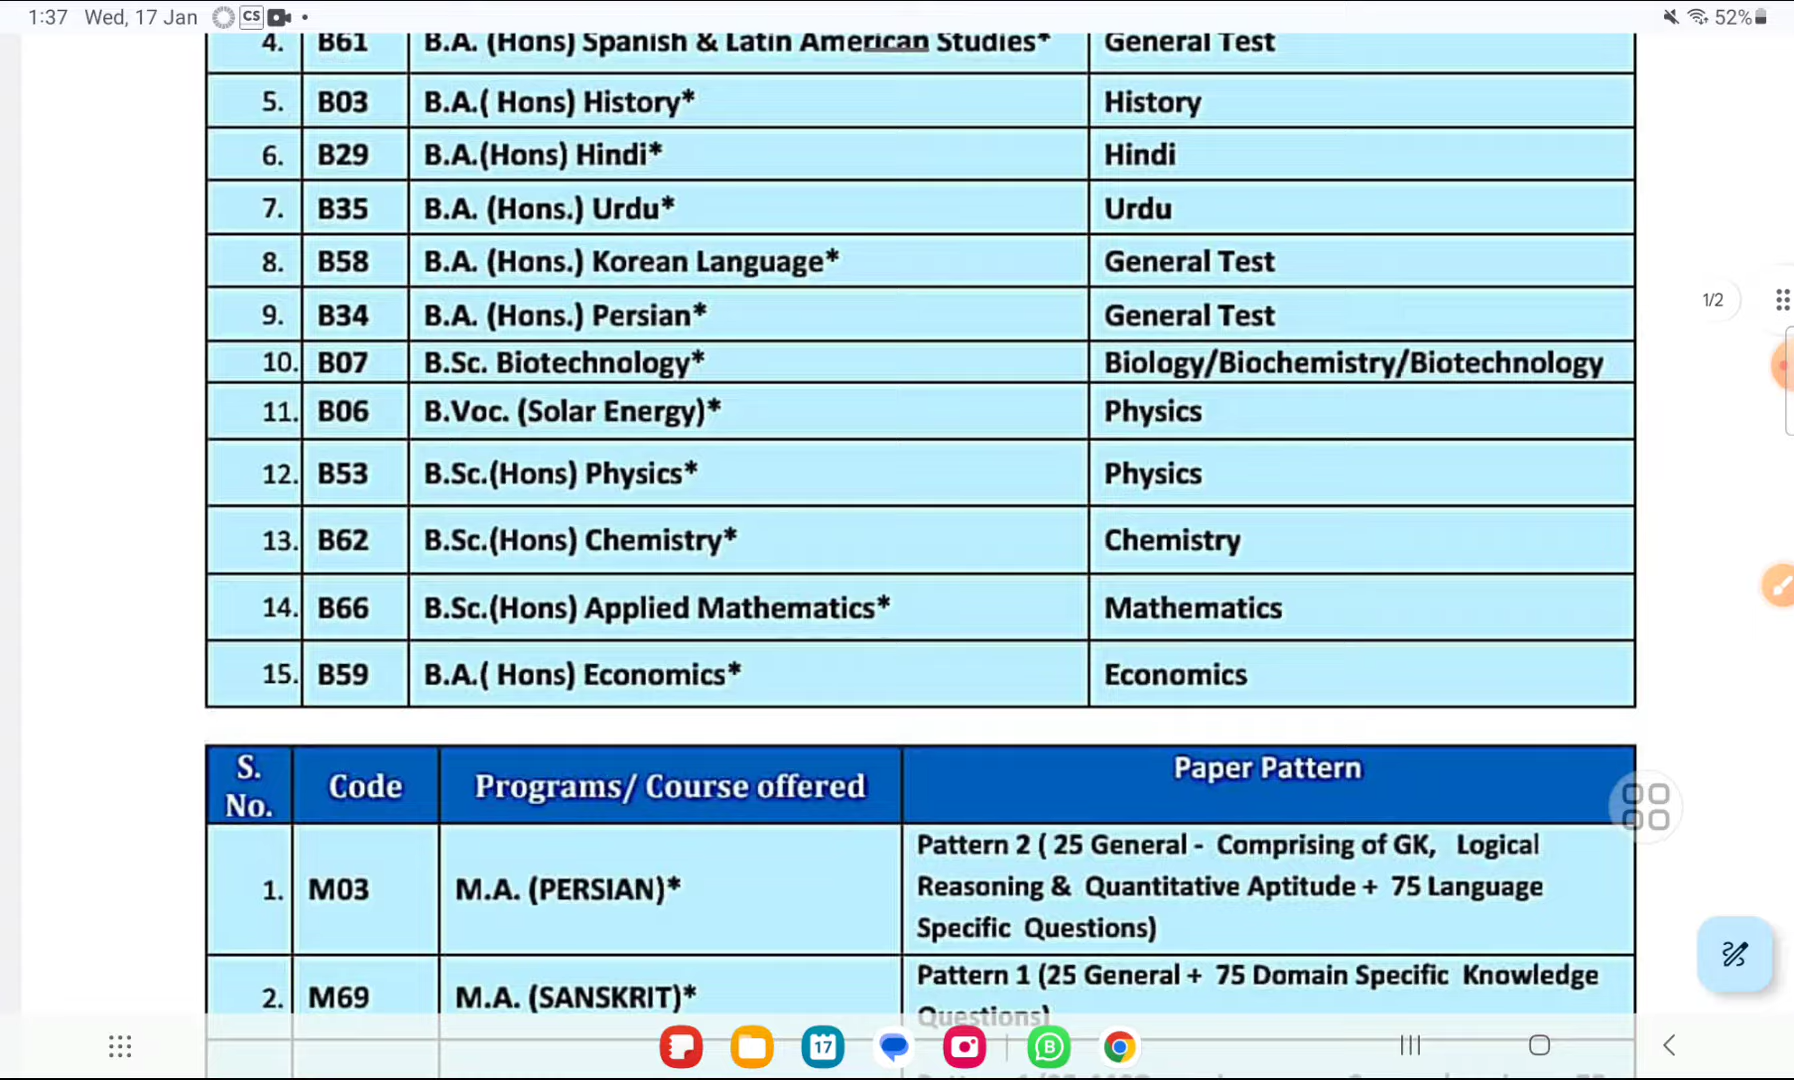 1:37 Wed, 17 Jan CS 52%
4. B61 B.A. (Hons) Spanish & Latin American Studies* General Test
5. B03 B.A.( Hons) History* History
6. B29 B.A.(Hons) Hindi* Hindi
7. B35 B.A. (Hons.) Urdu* Urdu
8. B58 B.A. (Hons.) Korean Language* General Test
9. B34 B.A. (Hons.) Persian* General Test
1/2
10. B07 B.Sc. Biotechnology* Biology/Biochemistry/Biotechnology
11. B06 B.Voc. (Solar Energy)* Physics
12. B53 B.Sc.(Hons) Physics* Physics
13. B62 B.Sc.(Hons) Chemistry* Chemistry
14. B66 B.Sc.(Hons) Applied Mathematics* Mathematics
15. B59 B.A.( Hons) Economics* Economics
S. No. Code Programs/ Course offered Paper Pattern
1. M03 M.A. (PERSIAN)* Pattern 2 ( 25 General - Comprising of GK, Logical
Reasoning & Quantitative Aptitude + 75 Language
Specific Questions)
2. M69 M.A. (SANSKRIT)* Pattern 1 (25 General + 75 Domain Specific Knowledge
Questions)
17
B